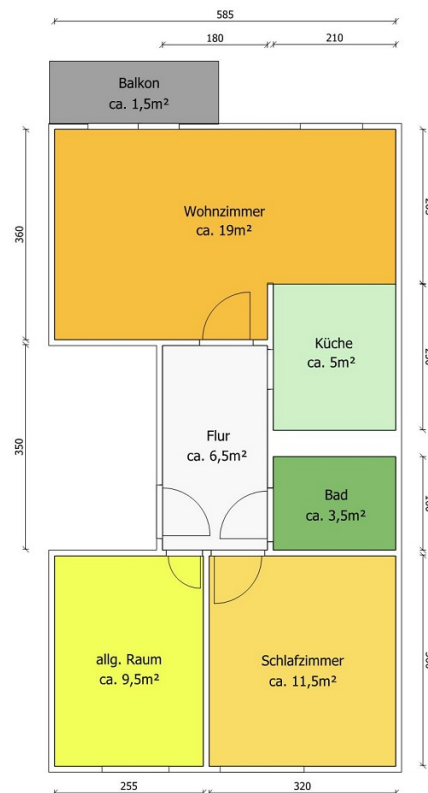 585
180
210
Balkon
ca. 1,5m²
Wohnzimmer
ca. 19m²
360
Küche
ca. 5m²
Flur
ca. 6,5m²
350
Bad
ca. 3,5m²
allg. Raum
ca. 9,5m²
Schlafzimmer
ca. 11,5m²
255
320